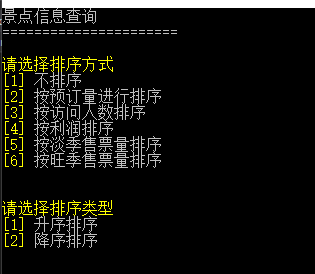 景点信息查询
======================
请选择排序方式
[1] 不排序
[2] 按预订量进行排序
[3] 按访问人数排序
[4] 按利润排序
[5] 按淡季售票量排序
[6] 按旺季售票量排序
请选择排序类型
[1] 升序排序
[2] 降序排序